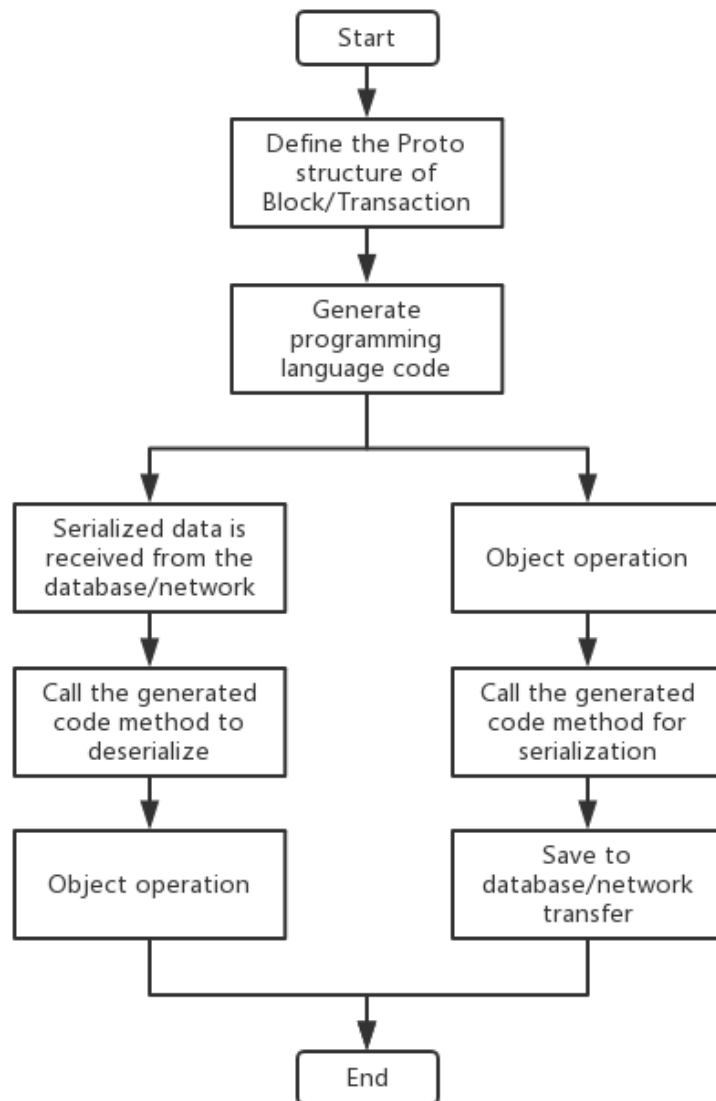 Start
Define the Proto
structure of
Block/Transaction
Generate
programming
language code
Serialized data is
received from the
database/network
Call the generated
code method to
deserialize
Object operation
Object operation
Call the generated
code method for
serialization
Save to
database/network
transfer
End